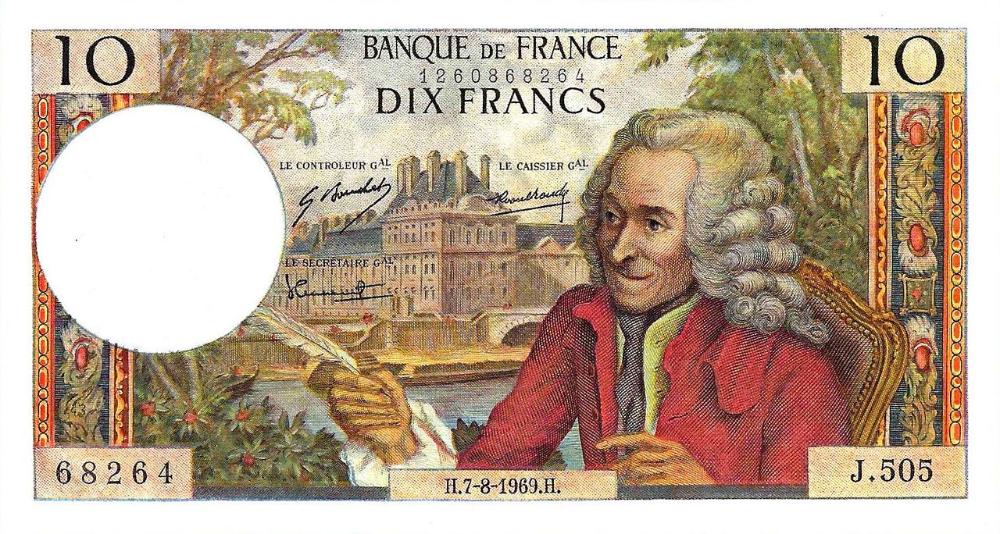 10
BANQUE DE FRANCE
10
1260868264
DIX FRANCS
LE CONTROLEUR GAL
LE CAISSIER GAL
LE SECRÉTAIRE GAL
68264
H.7-8-1969.H.
J.505